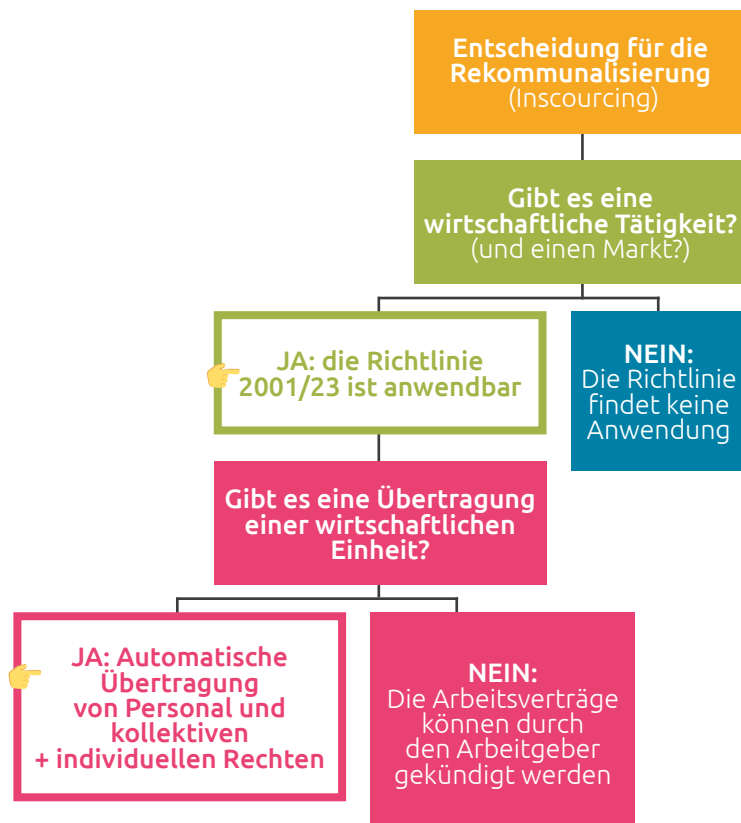 Entscheidung für die
Rekommunalisierung
(Inscourcing)
Gibt es eine
wirtschaftliche Tätigkeit?
(und einen Markt?)
JA: die Richtlinie
2001/23 ist anwendbar
NEIN:
Die Richtlinie
findet keine
Anwendung
Gibt es eine Übertragung
einer wirtschaftlichen
Einheit?
JA: Automatische
Übertragung
von Personal und
kollektiven
+ individuellen Rechten
NEIN:
Die Arbeitsverträge
können durch
den Arbeitgeber
gekündigt werden